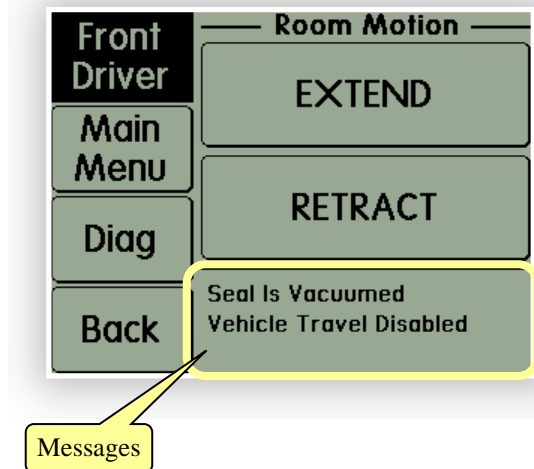 Front
Driver
Main
Menu
Diag
Back
Room Motion
EXTEND
RETRACT
Seal Is Vacuumed
Vehicle Travel Disabled
Messages